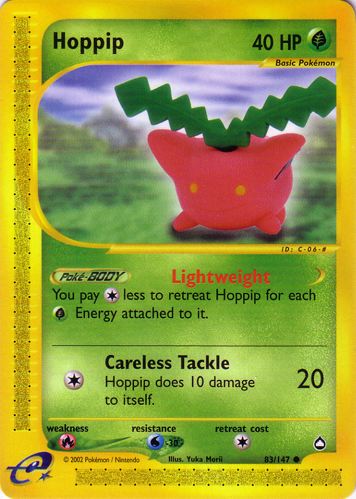 Hoppip 40 HP
Basic Pokémon
ID: C-06-#
Poké-BODY Lightweight
You pay less to retreat Hoppip for each
Energy attached to it.
Careless Tackle 20
Hoppip does 10 damage
to itself.
weakness resistance retreat cost
-30
© 2002 Pokémon / Nintendo Illus. Yuka Morii 83/147
e